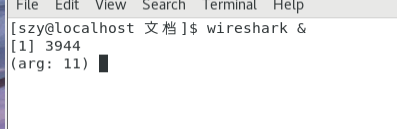 File Edit View Search Terminal Help
[szy@localhost 文档]$ wireshark &
[1] 3944
(arg: 11)